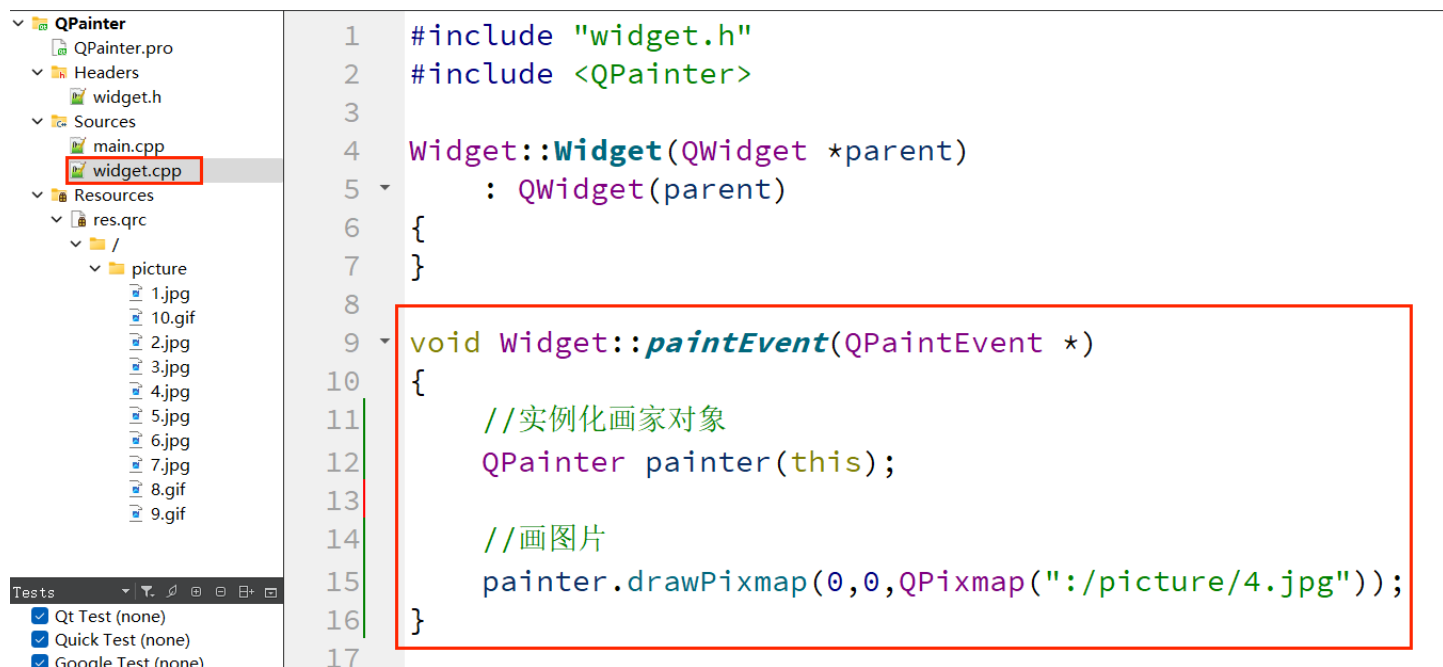 QPainter
QPainter.pro
Headers
widget.h
Sources
main.cpp
widget.cpp
Resources
res.qrc
/
picture
1.jpg
10.gif
2.jpg
3.jpg
4.jpg
5.jpg
6.jpg
7.jpg
8.gif
9.gif
Tests
Qt Test (none)
Quick Test (none)
Google Test (none)
1 #include "widget.h"
2 #include <QPainter>
3
4 Widget::Widget(QWidget *parent)
5     : QWidget(parent)
6 {
7 }
8
9 void Widget::paintEvent(QPaintEvent *)
10 {
11     //实例化画家对象
12     QPainter painter(this);
13
14     //画图片
15     painter.drawPixmap(0,0,QPixmap(":/picture/4.jpg"));
16 }
17